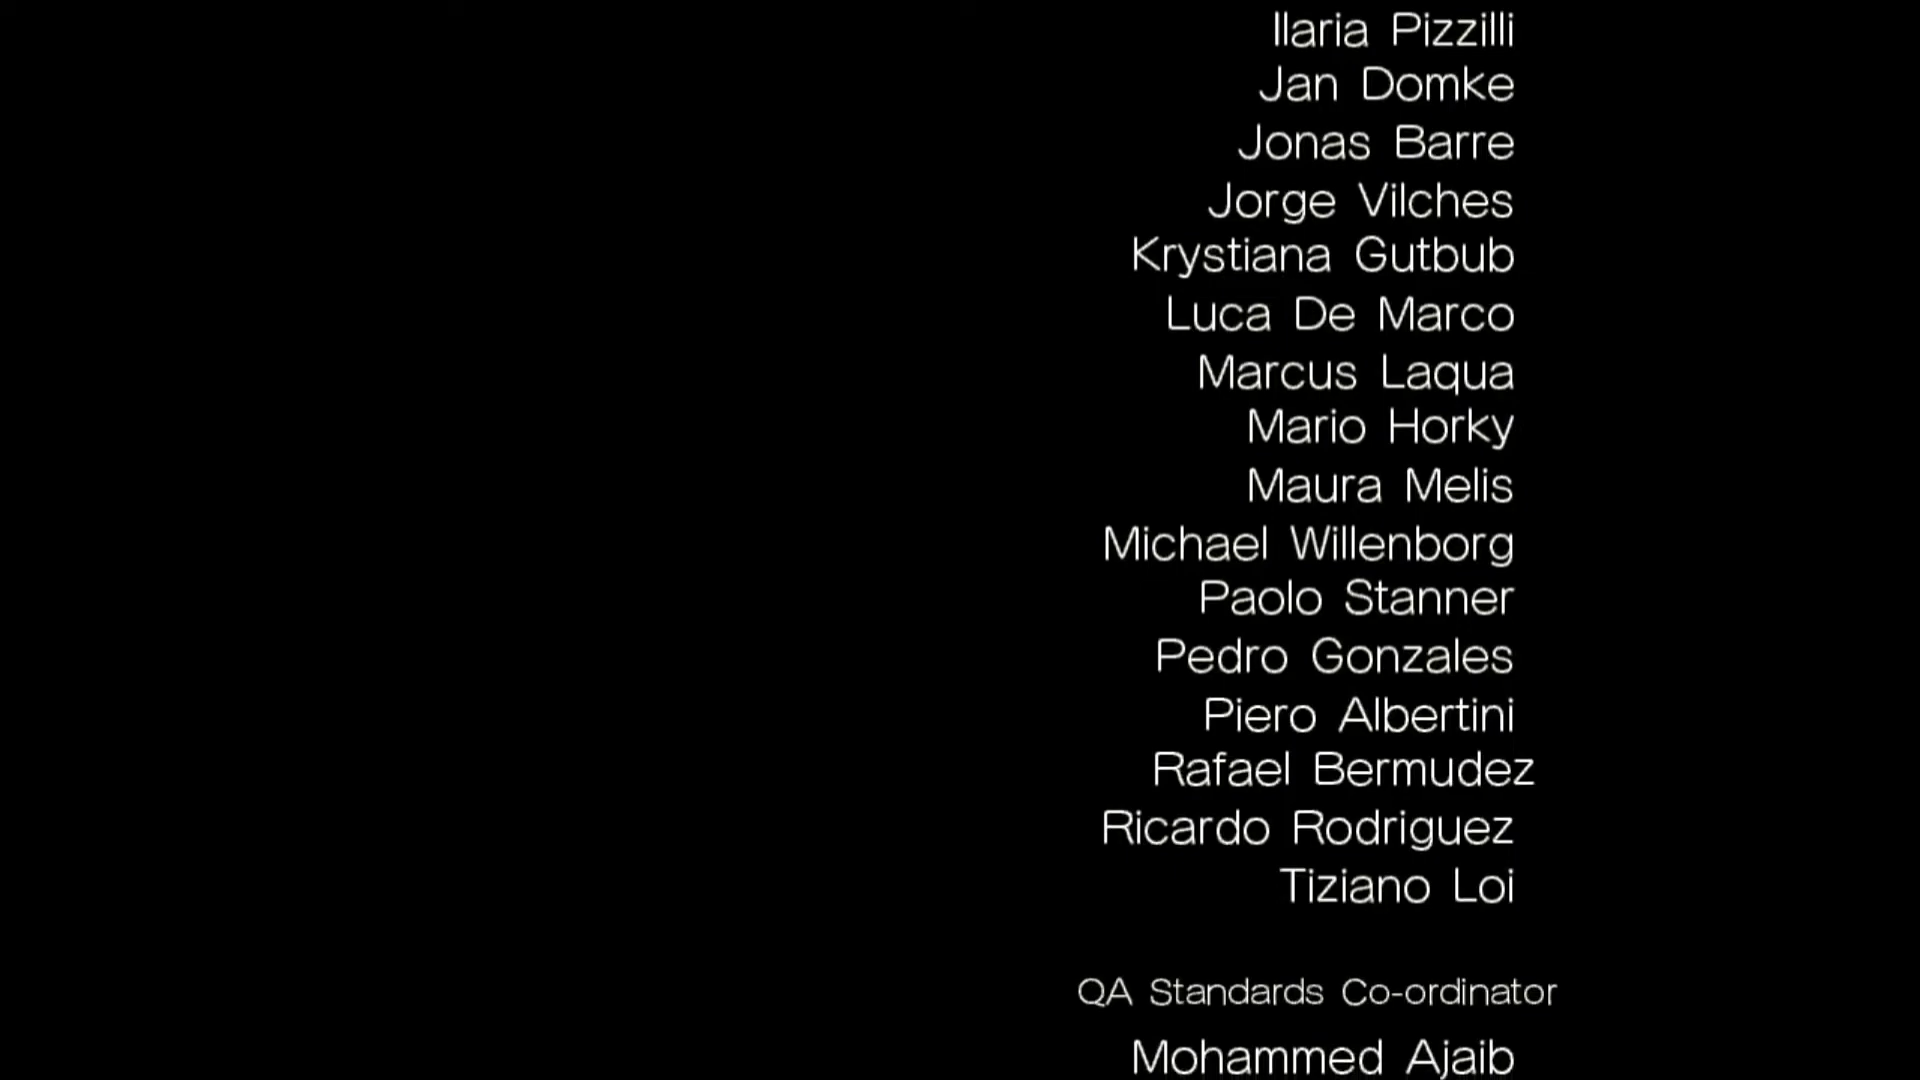 Ilaria Pizzilli
Jan Domke
Jonas Barre
Jorge Vilches
Krystiana Gutbub
Luca De Marco
Marcus Laqua
Mario Horky
Maura Melis
Michael Willenborg
Paolo Stanner
Pedro Gonzales
Piero Albertini
Rafael Bermudez
Ricardo Rodriguez
Tiziano Loi
QA Standards Co-ordinator
Mohammed Ajaib